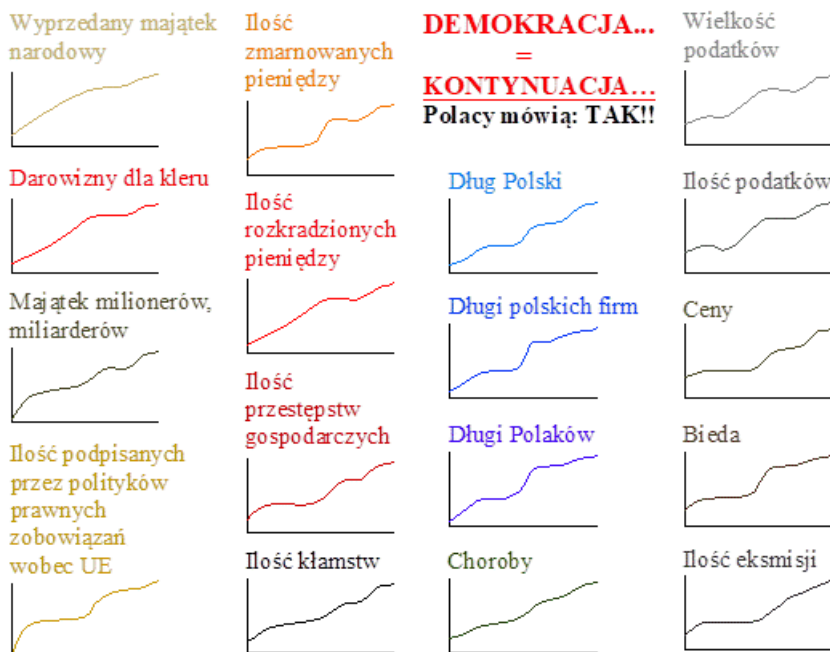 Wyprzedany majątek
narodowy
Darowizny dla kleru
Majątek milionerów,
miliarderów
Ilość podpisanych
przez polityków
prawnych
zobowiązań
wobec UE
Ilość
zmarnowanych
pieniędzy
Ilość
rozkradzionych
pieniędzy
Ilość
przestępstw
gospodarczych
Ilość kłamstw
DEMOKRACJA...
=
KONTYNUACJA...
Polacy mówią: TAK!!
Dług Polski
Długi polskich firm
Długi Polaków
Choroby
Wielkość
podatków
Ilość podatków
Ceny
Bieda
Ilość eksmisji